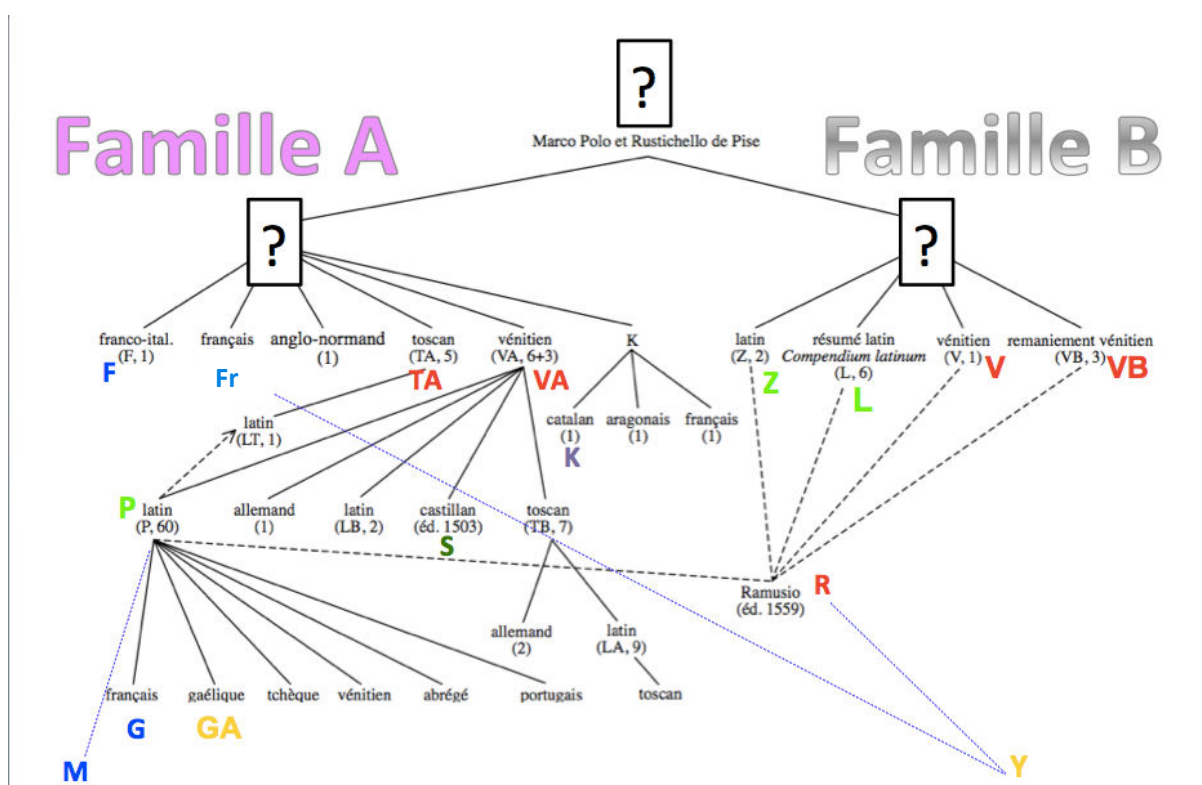 ?
Marco Polo et Rustichello de Pise
Famille A
Famille B
?
?
franco-ital.
(F, 1)
F
français
Fr
anglo-normand
(1)
toscan
(TA, 5)
TA
vénitien
(VA, 6+3)
VA
K
latin
(Z, 2)
Z
résumé latin
Compendium latinum
(L, 6)
L
vénitien
(V, 1)
V
remaniement vénitien
(VB, 3)
VB
latin
(LT, 1)
catalan
(1)
K
aragonais
(1)
français
(1)
P
latin
(P, 60)
allemand
(1)
latin
(LB, 2)
castillan
(éd. 1503)
S
toscan
(TB, 7)
Ramusio
(éd. 1559)
R
allemand
(2)
latin
(LA, 9)
français
G
gaélique
GA
tchèque
vénitien
abrégé
portugais
toscan
M
Y